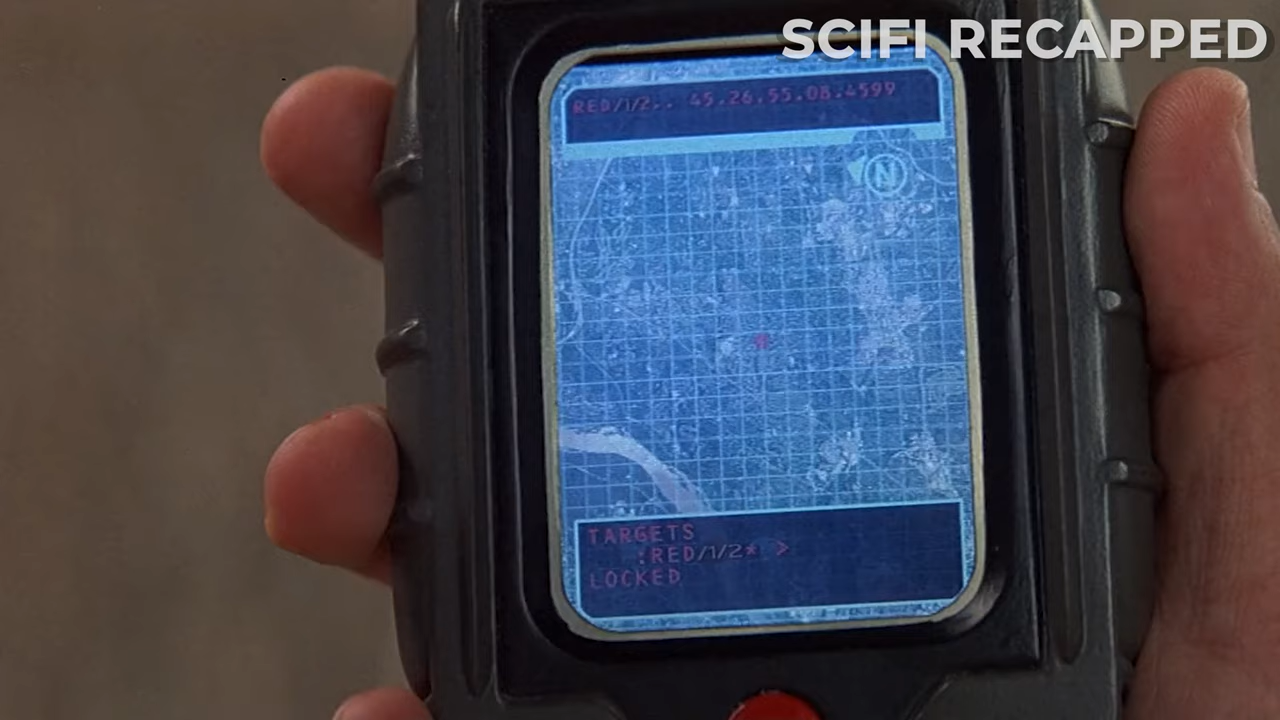 SCIFI RECAPPED
RED/1/2.. 45.26.55.08.4599
N
TARGETS
:RED/1/2* >
LOCKED